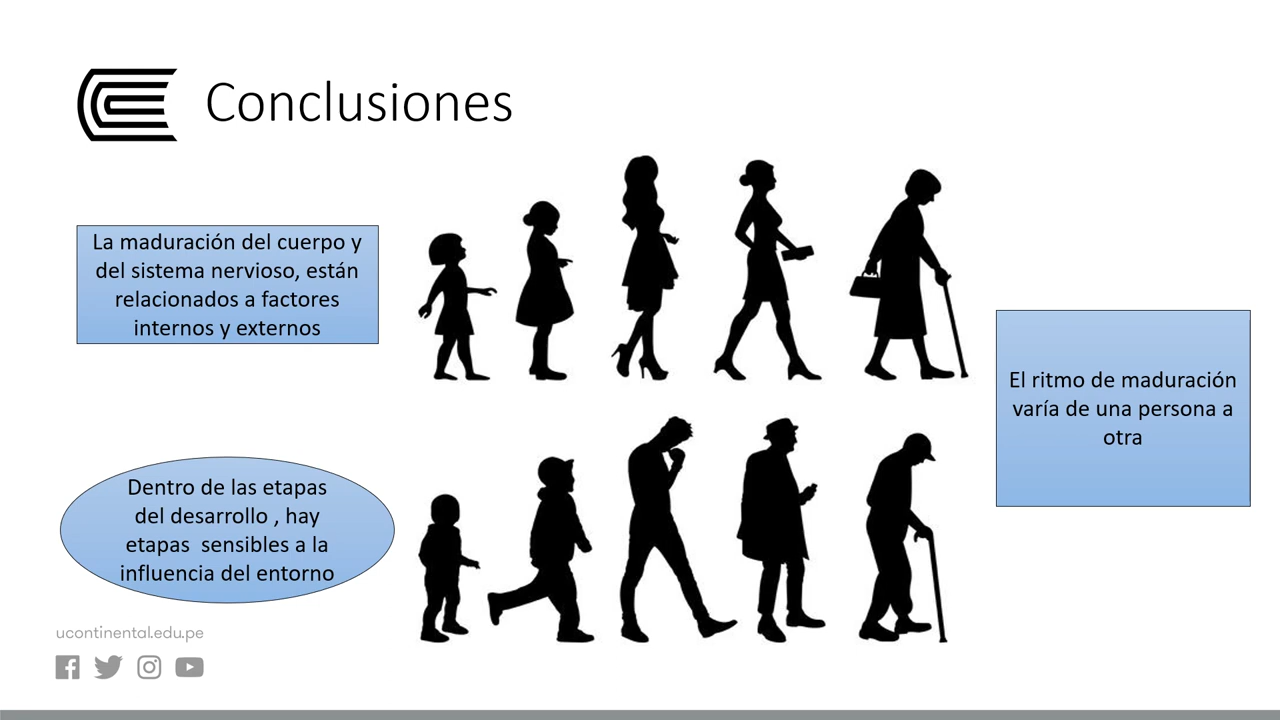 Conclusiones
La maduración del cuerpo y
del sistema nervioso, están
relacionados a factores
internos y externos
El ritmo de maduración
varía de una persona a
otra
Dentro de las etapas
del desarrollo , hay
etapas  sensibles a la
influencia del entorno
ucontinental.edu.pe